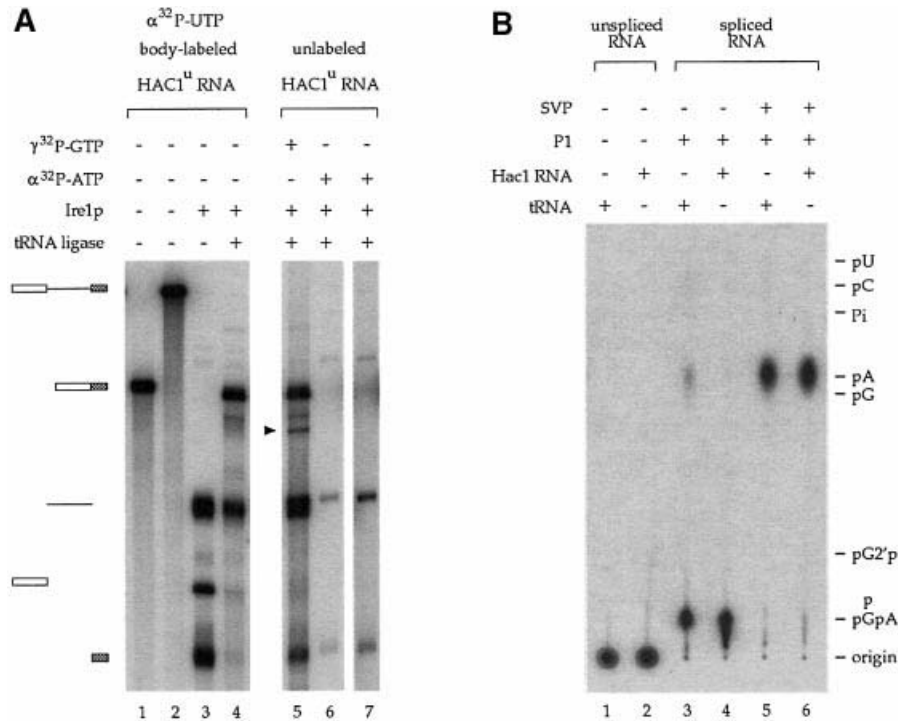 A
α³²P-UTP
body-labeled
HAC1ᵘ RNA
unlabeled
HAC1ᵘ RNA
γ³²P-GTP - - - - + - -
α³²P-ATP - - - - - + +
Ire1p - - + + + + +
tRNA ligase - - - + + + +
1 2 3 4 5 6 7
B
unspliced
RNA
spliced
RNA
SVP - - - - + +
P1 - - + + + +
Hac1 RNA - + - + - +
tRNA + - + - + -
pU
pC
Pi
pA
pG
pG2'p
p
pGpA
origin
1 2 3 4 5 6